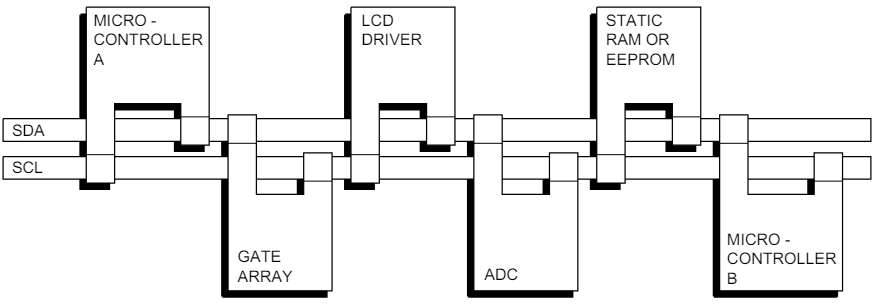 MICRO -
CONTROLLER
A
LCD
DRIVER
STATIC
RAM OR
EEPROM
SDA
SCL
GATE
ARRAY
ADC
MICRO -
CONTROLLER
B